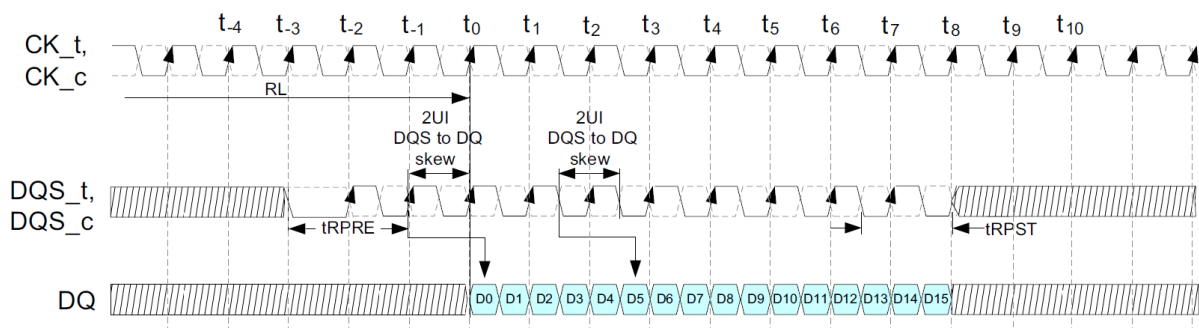 t-4 t-3 t-2 t-1 t0 t1 t2 t3 t4 t5 t6 t7 t8 t9 t10
CK_t,
CK_c
RL
2UI
DQS to DQ
skew
2UI
DQS to DQ
skew
DQS_t,
DQS_c
tRPRE
tRPST
DQ
D0 D1 D2 D3 D4 D5 D6 D7 D8 D9 D10 D11 D12 D13 D14 D15